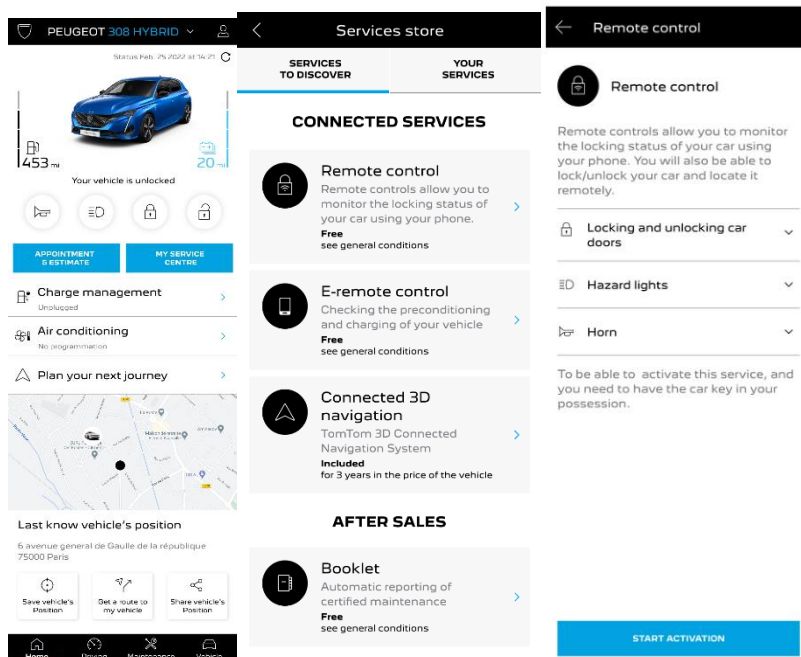 PEUGEOT 308 HYBRID
Status Feb. 25 2022 at 14:21
453 mi
20 mi
Your vehicle is unlocked
APPOINTMENT
& ESTIMATE
MY SERVICE
CENTRE
Charge management
Unplugged
Air conditioning
No programmation
Plan your next journey
Last know vehicle's position
6 avenue general de Gaulle de la république
75000 Paris
Save vehicle's
Position
Get a route to
my vehicle
Share vehicle's
Position
Home
Driving
Maintenance
Vehicle
Services store
SERVICES
TO DISCOVER
YOUR
SERVICES
CONNECTED SERVICES
Remote control
Remote controls allow you to
monitor the locking status of
your car using your phone.
Free
see general conditions
E-remote control
Checking the preconditioning
and charging of your vehicle
Free
see general conditions
Connected 3D
navigation
TomTom 3D Connected
Navigation System
Included
for 3 years in the price of the vehicle
AFTER SALES
Booklet
Automatic reporting of
certified maintenance
Free
see general conditions
Remote control
Remote control
Remote controls allow you to monitor
the locking status of your car using
your phone. You will also be able to
lock/unlock your car and locate it
remotely.
Locking and unlocking car
doors
Hazard lights
Horn
To be able to activate this service, and
you need to have the car key in your
possession.
START ACTIVATION